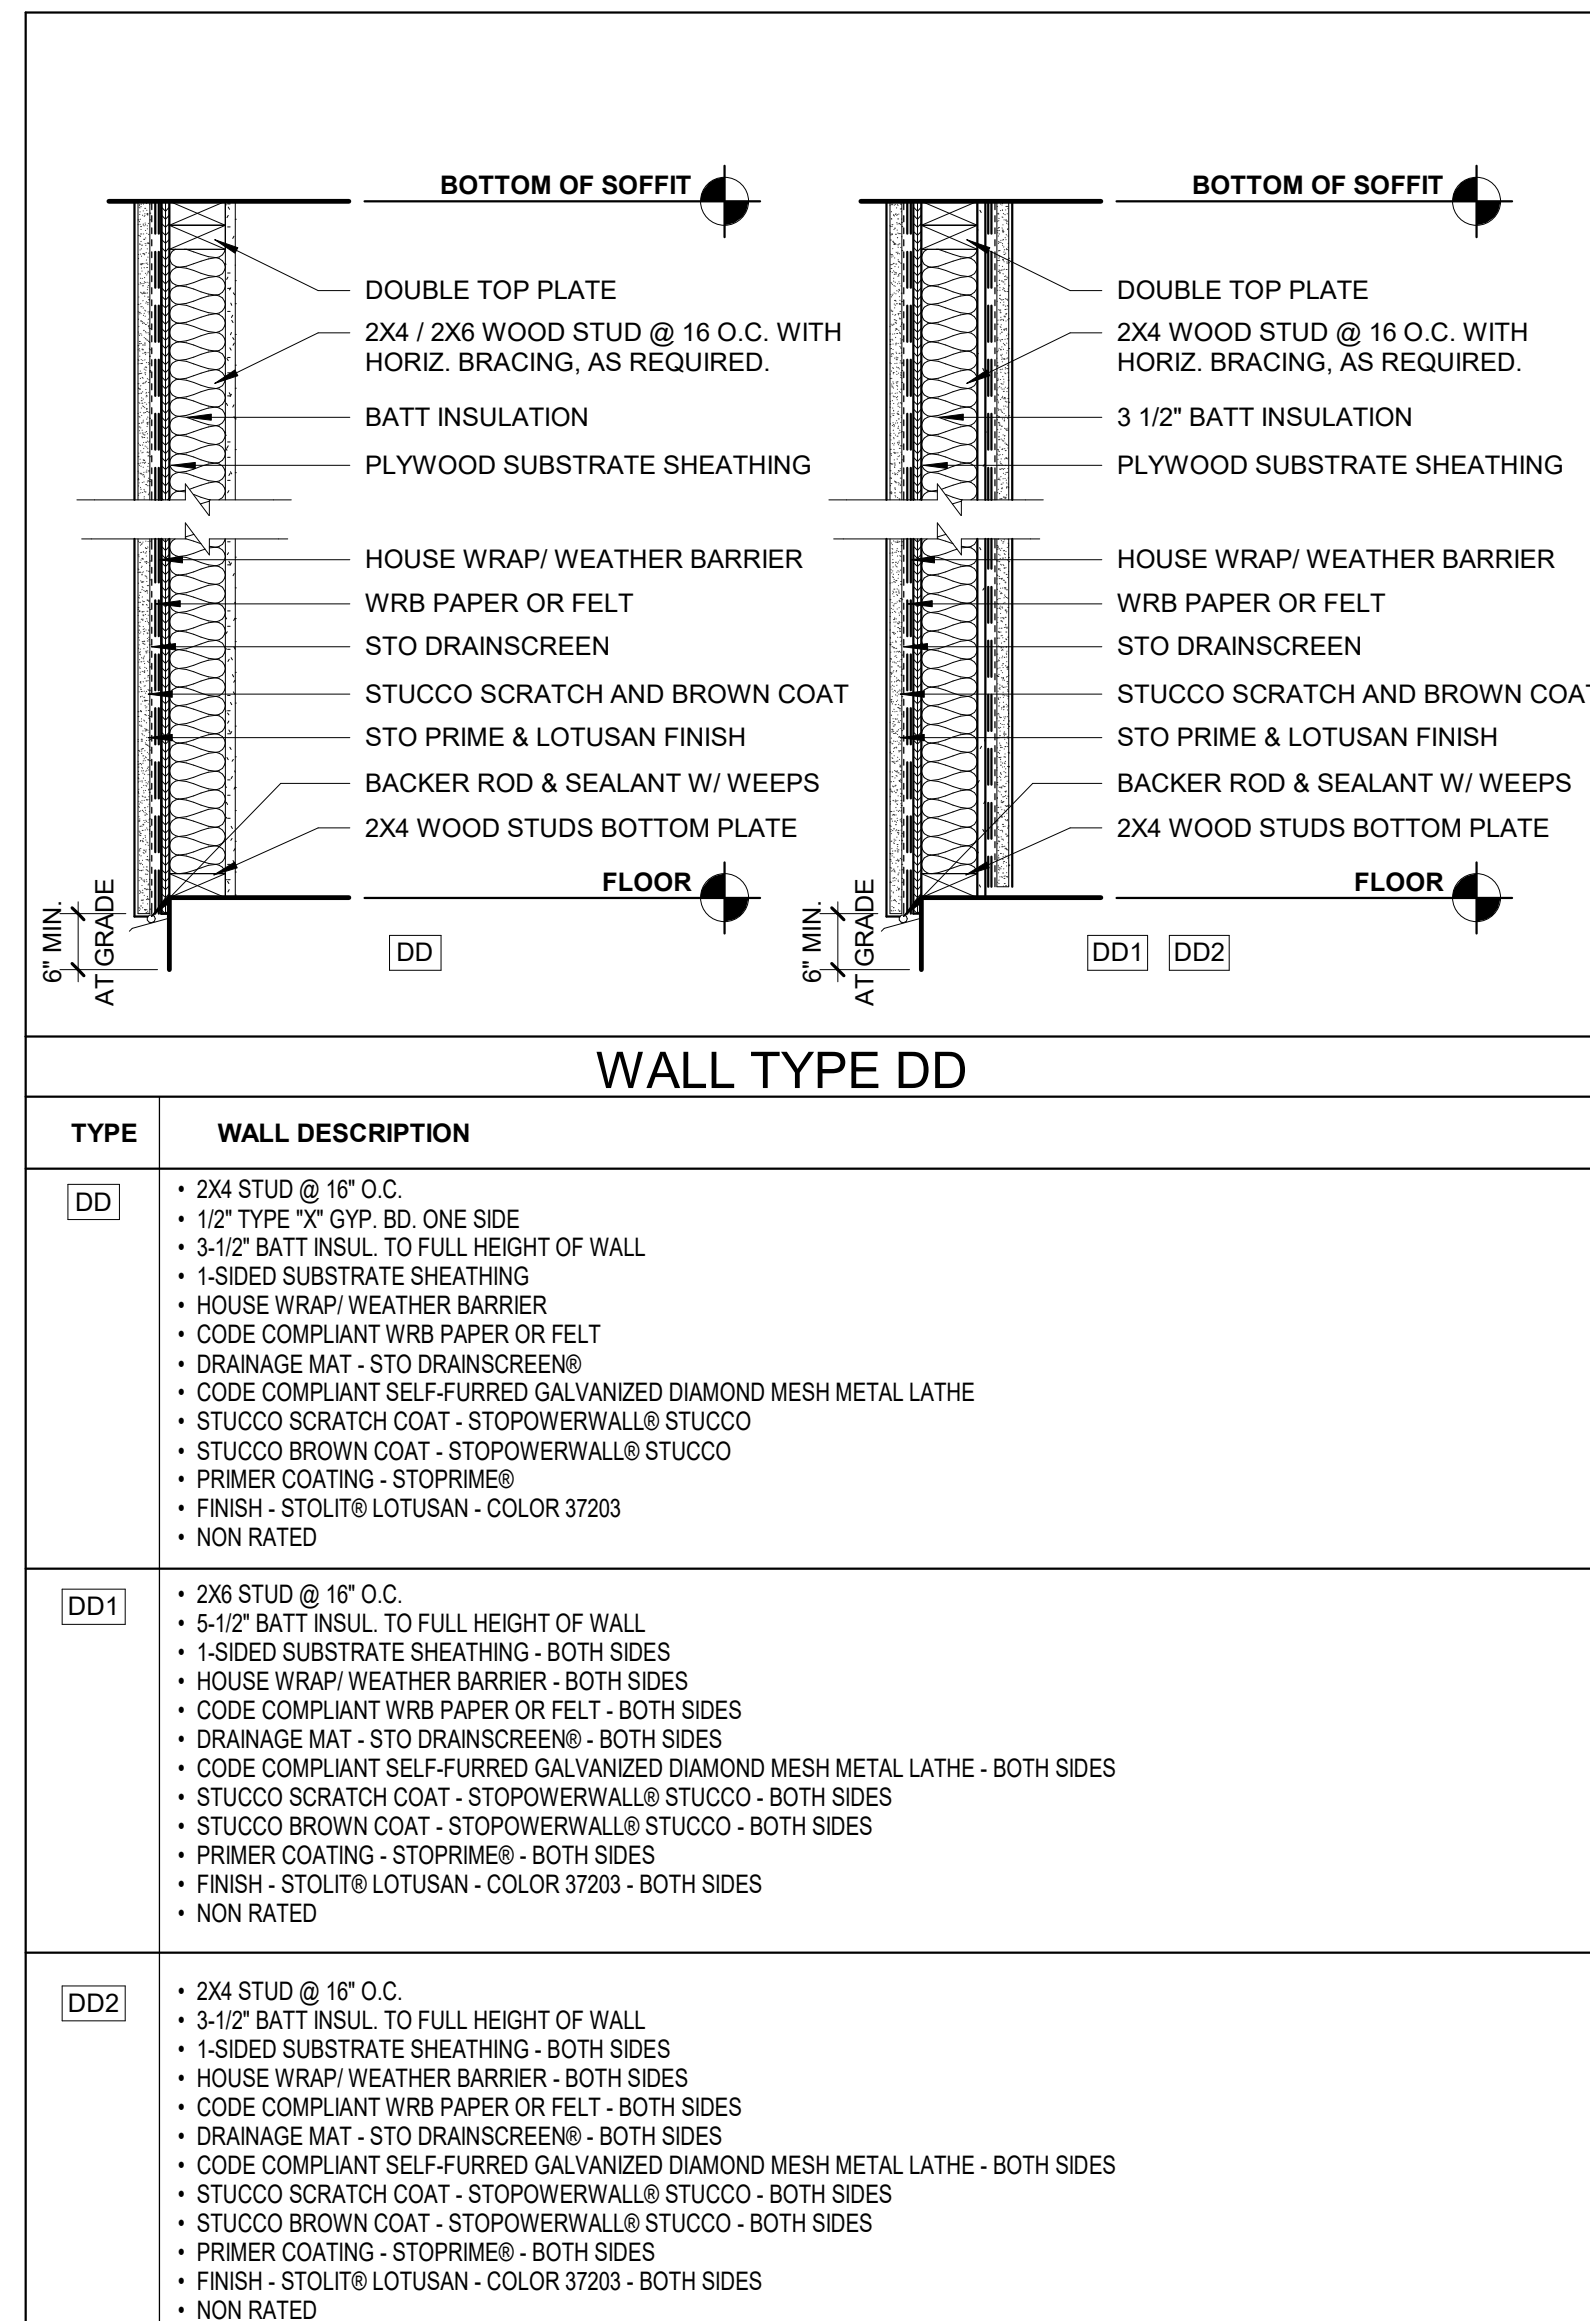 BOTTOM OF SOFFIT
DOUBLE TOP PLATE
2X4 / 2X6 WOOD STUD @ 16 O.C. WITH
HORIZ. BRACING, AS REQUIRED.
BATT INSULATION
PLYWOOD SUBSTRATE SHEATHING
HOUSE WRAP/ WEATHER BARRIER
WRB PAPER OR FELT
STO DRAINSCREEN
STUCCO SCRATCH AND BROWN COAT
STO PRIME & LOTUSAN FINISH
BACKER ROD & SEALANT W/ WEEPS
2X4 WOOD STUDS BOTTOM PLATE
FLOOR
6" MIN.
AT GRADE
DD
BOTTOM OF SOFFIT
DOUBLE TOP PLATE
2X4 WOOD STUD @ 16 O.C. WITH
HORIZ. BRACING, AS REQUIRED.
3 1/2" BATT INSULATION
PLYWOOD SUBSTRATE SHEATHING
HOUSE WRAP/ WEATHER BARRIER
WRB PAPER OR FELT
STO DRAINSCREEN
STUCCO SCRATCH AND BROWN COAT
STO PRIME & LOTUSAN FINISH
BACKER ROD & SEALANT W/ WEEPS
2X4 WOOD STUDS BOTTOM PLATE
FLOOR
6" MIN.
AT GRADE
DD1 DD2
WALL TYPE DD
TYPE WALL DESCRIPTION
DD
• 2X4 STUD @ 16" O.C.
• 1/2" TYPE "X" GYP. BD. ONE SIDE
• 3-1/2" BATT INSUL. TO FULL HEIGHT OF WALL
• 1-SIDED SUBSTRATE SHEATHING
• HOUSE WRAP/ WEATHER BARRIER
• CODE COMPLIANT WRB PAPER OR FELT
• DRAINAGE MAT - STO DRAINSCREEN®
• CODE COMPLIANT SELF-FURRED GALVANIZED DIAMOND MESH METAL LATHE
• STUCCO SCRATCH COAT - STOPOWERWALL® STUCCO
• STUCCO BROWN COAT - STOPOWERWALL® STUCCO
• PRIMER COATING - STOPRIME®
• FINISH - STOLIT® LOTUSAN - COLOR 37203
• NON RATED
DD1
• 2X6 STUD @ 16" O.C.
• 5-1/2" BATT INSUL. TO FULL HEIGHT OF WALL
• 1-SIDED SUBSTRATE SHEATHING - BOTH SIDES
• HOUSE WRAP/ WEATHER BARRIER - BOTH SIDES
• CODE COMPLIANT WRB PAPER OR FELT - BOTH SIDES
• DRAINAGE MAT - STO DRAINSCREEN® - BOTH SIDES
• CODE COMPLIANT SELF-FURRED GALVANIZED DIAMOND MESH METAL LATHE - BOTH SIDES
• STUCCO SCRATCH COAT - STOPOWERWALL® STUCCO - BOTH SIDES
• STUCCO BROWN COAT - STOPOWERWALL® STUCCO - BOTH SIDES
• PRIMER COATING - STOPRIME® - BOTH SIDES
• FINISH - STOLIT® LOTUSAN - COLOR 37203 - BOTH SIDES
• NON RATED
DD2
• 2X4 STUD @ 16" O.C.
• 3-1/2" BATT INSUL. TO FULL HEIGHT OF WALL
• 1-SIDED SUBSTRATE SHEATHING - BOTH SIDES
• HOUSE WRAP/ WEATHER BARRIER - BOTH SIDES
• CODE COMPLIANT WRB PAPER OR FELT - BOTH SIDES
• DRAINAGE MAT - STO DRAINSCREEN® - BOTH SIDES
• CODE COMPLIANT SELF-FURRED GALVANIZED DIAMOND MESH METAL LATHE - BOTH SIDES
• STUCCO SCRATCH COAT - STOPOWERWALL® STUCCO - BOTH SIDES
• STUCCO BROWN COAT - STOPOWERWALL® STUCCO - BOTH SIDES
• PRIMER COATING - STOPRIME® - BOTH SIDES
• FINISH - STOLIT® LOTUSAN - COLOR 37203 - BOTH SIDES
• NON RATED